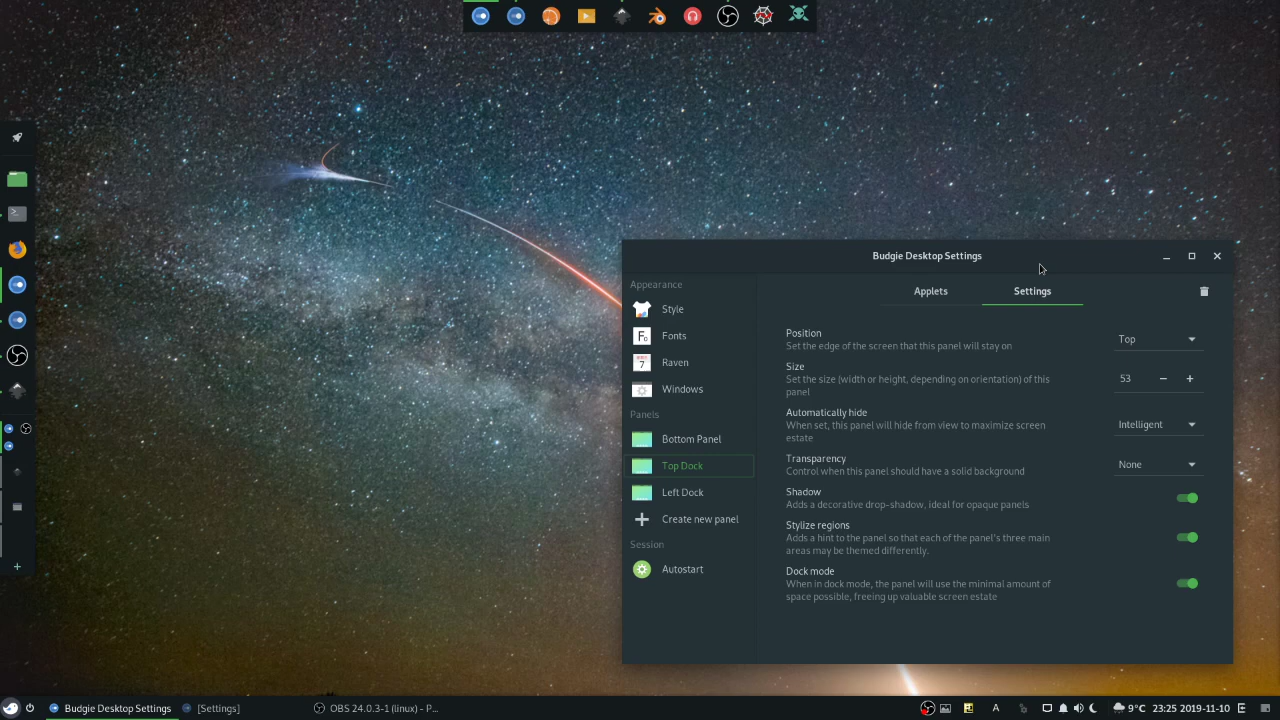 Budgie Desktop Settings
Appearance
Style
Fonts
Raven
Windows
Panels
Bottom Panel
Top Dock
Left Dock
Create new panel
Session
Autostart
Applets
Settings
Position
Set the edge of the screen that this panel will stay on
Top
Size
Set the size (width or height, depending on orientation) of this
panel
53
Automatically hide
When set, this panel will hide from view to maximize screen
estate
Intelligent
Transparency
Control when this panel should have a solid background
None
Shadow
Adds a decorative drop-shadow, ideal for opaque panels
Stylize regions
Adds a hint to the panel so that each of the panel's three main
areas may be themed differently.
Dock mode
When in dock mode, the panel will use the minimal amount of
space possible, freeing up valuable screen estate
Budgie Desktop Settings
[Settings]
OBS 24.0.3-1 (linux) - P...
A
9°C
23:25 2019-11-10